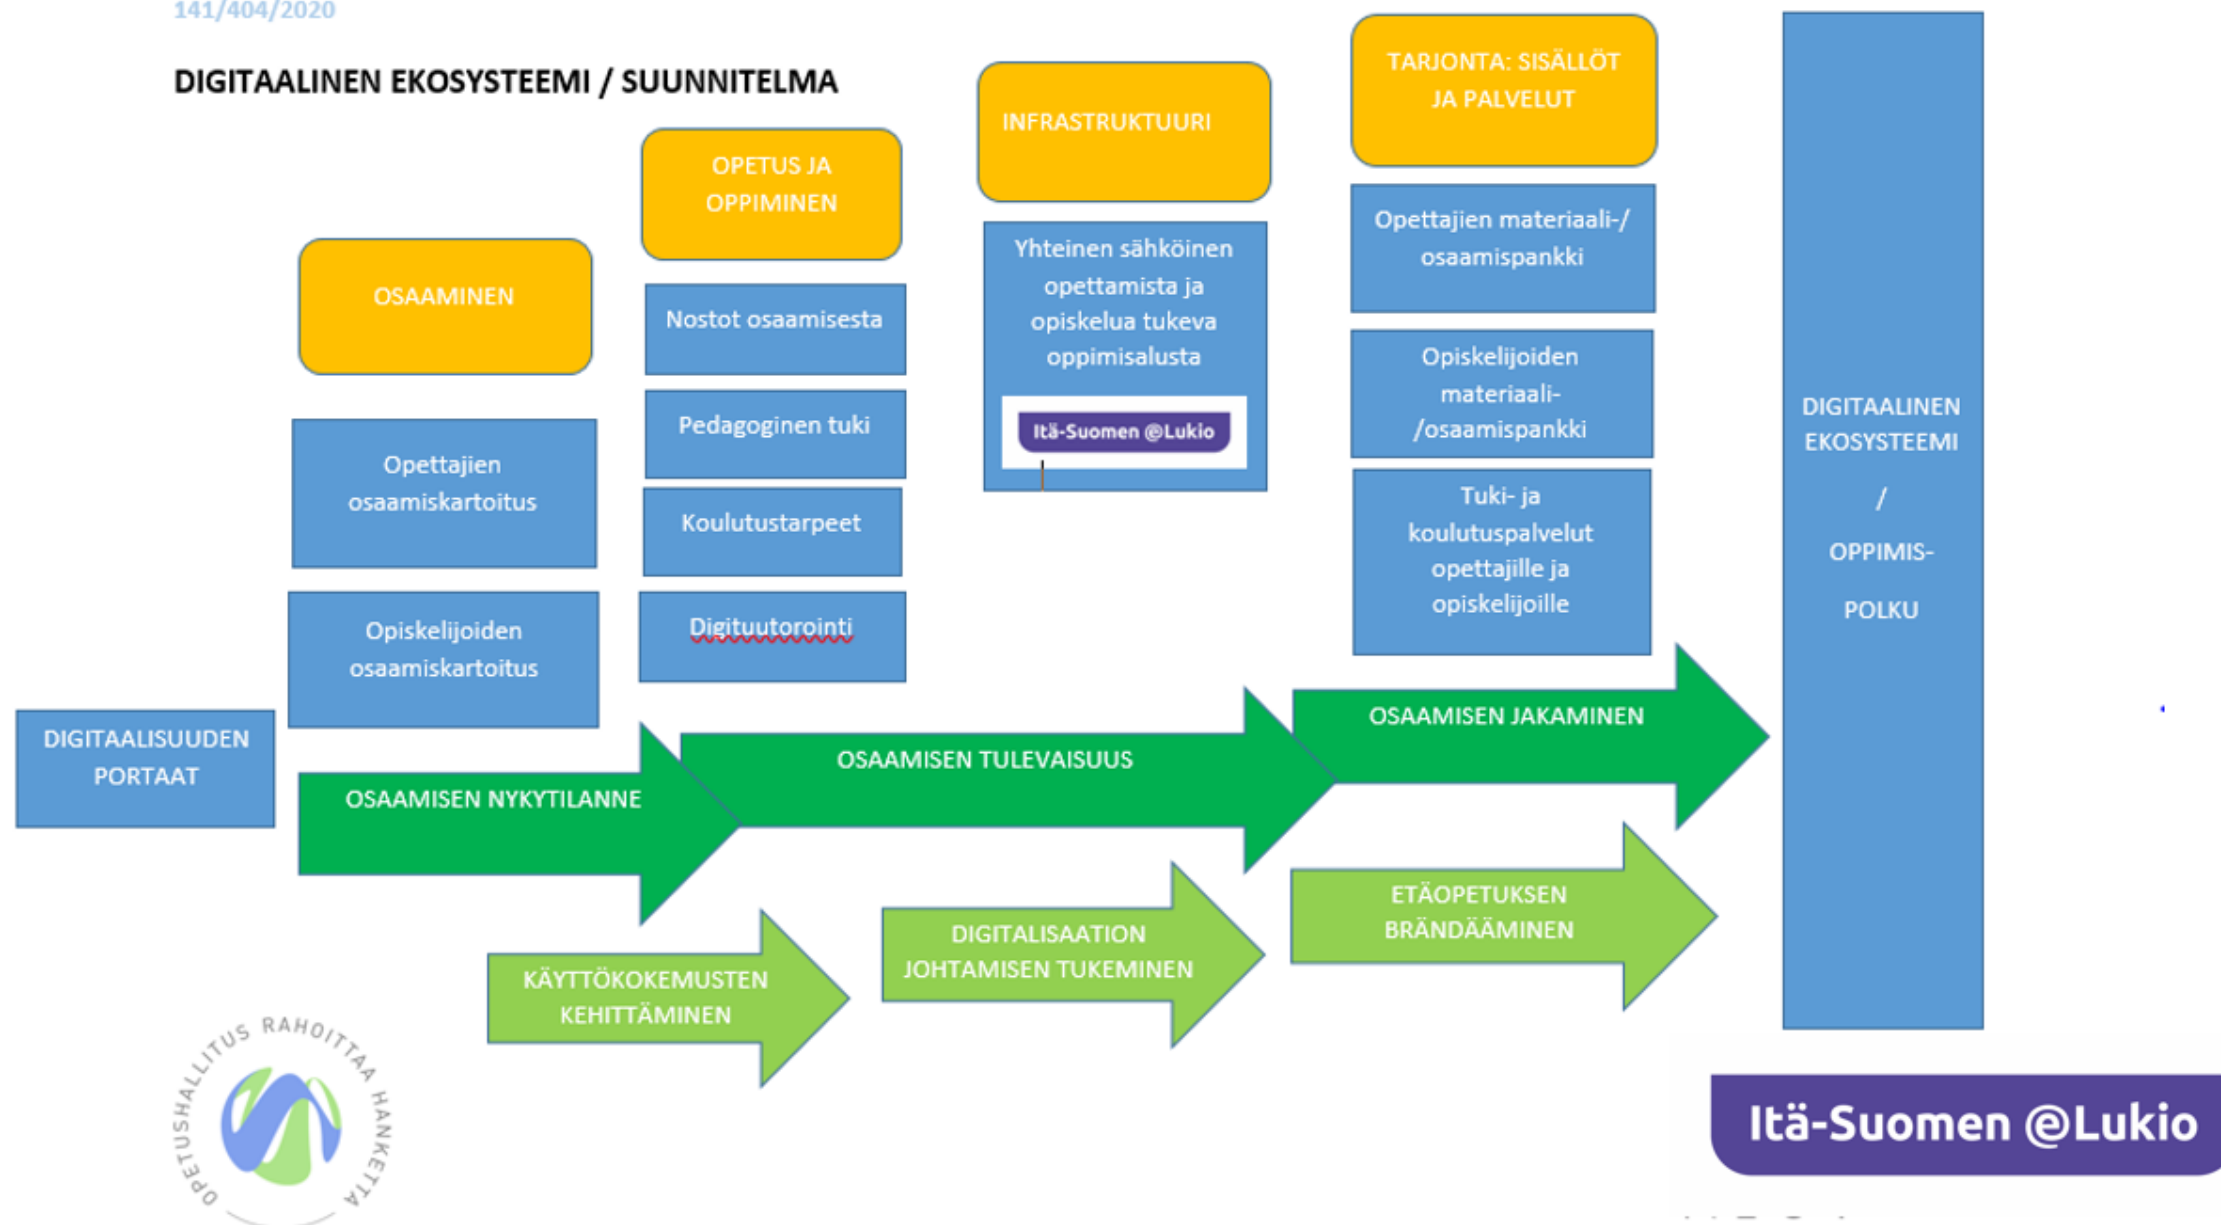 141/404/2020
DIGITAALINEN EKOSYSTEEMI / SUUNNITELMA
OSAAMINEN
Opettajien
osaamiskartoitus
Opiskelijoiden
osaamiskartoitus
OPETUS JA
OPPIMINEN
Nostot osaamisesta
Pedagoginen tuki
Koulutustarpeet
Digituutorointi
INFRASTRUKTUURI
Yhteinen sähköinen
opettamista ja
opiskelua tukeva
oppimisalusta
Itä-Suomen @Lukio
TARJONTA: SISÄLLÖT
JA PALVELUT
Opettajien materiaali-/
osaamispankki
Opiskelijoiden
materiaali-
/osaamispankki
Tuki- ja
koulutuspalvelut
opettajille ja
opiskelijoille
DIGITAALINEN
EKOSYSTEEMI
/
OPPIMIS-
POLKU
DIGITAALISUUDEN
PORTAAT
OSAAMISEN NYKYTILANNE
OSAAMISEN TULEVAISUUS
OSAAMISEN JAKAMINEN
KÄYTTÖKOKEMUSTEN
KEHITTÄMINEN
DIGITALISAATION
JOHTAMISEN TUKEMINEN
ETÄOPETUKSEN
BRÄNDÄÄMINEN
OPETUSHALLITUS RAHOITTAA HANKETTA
Itä-Suomen @Lukio